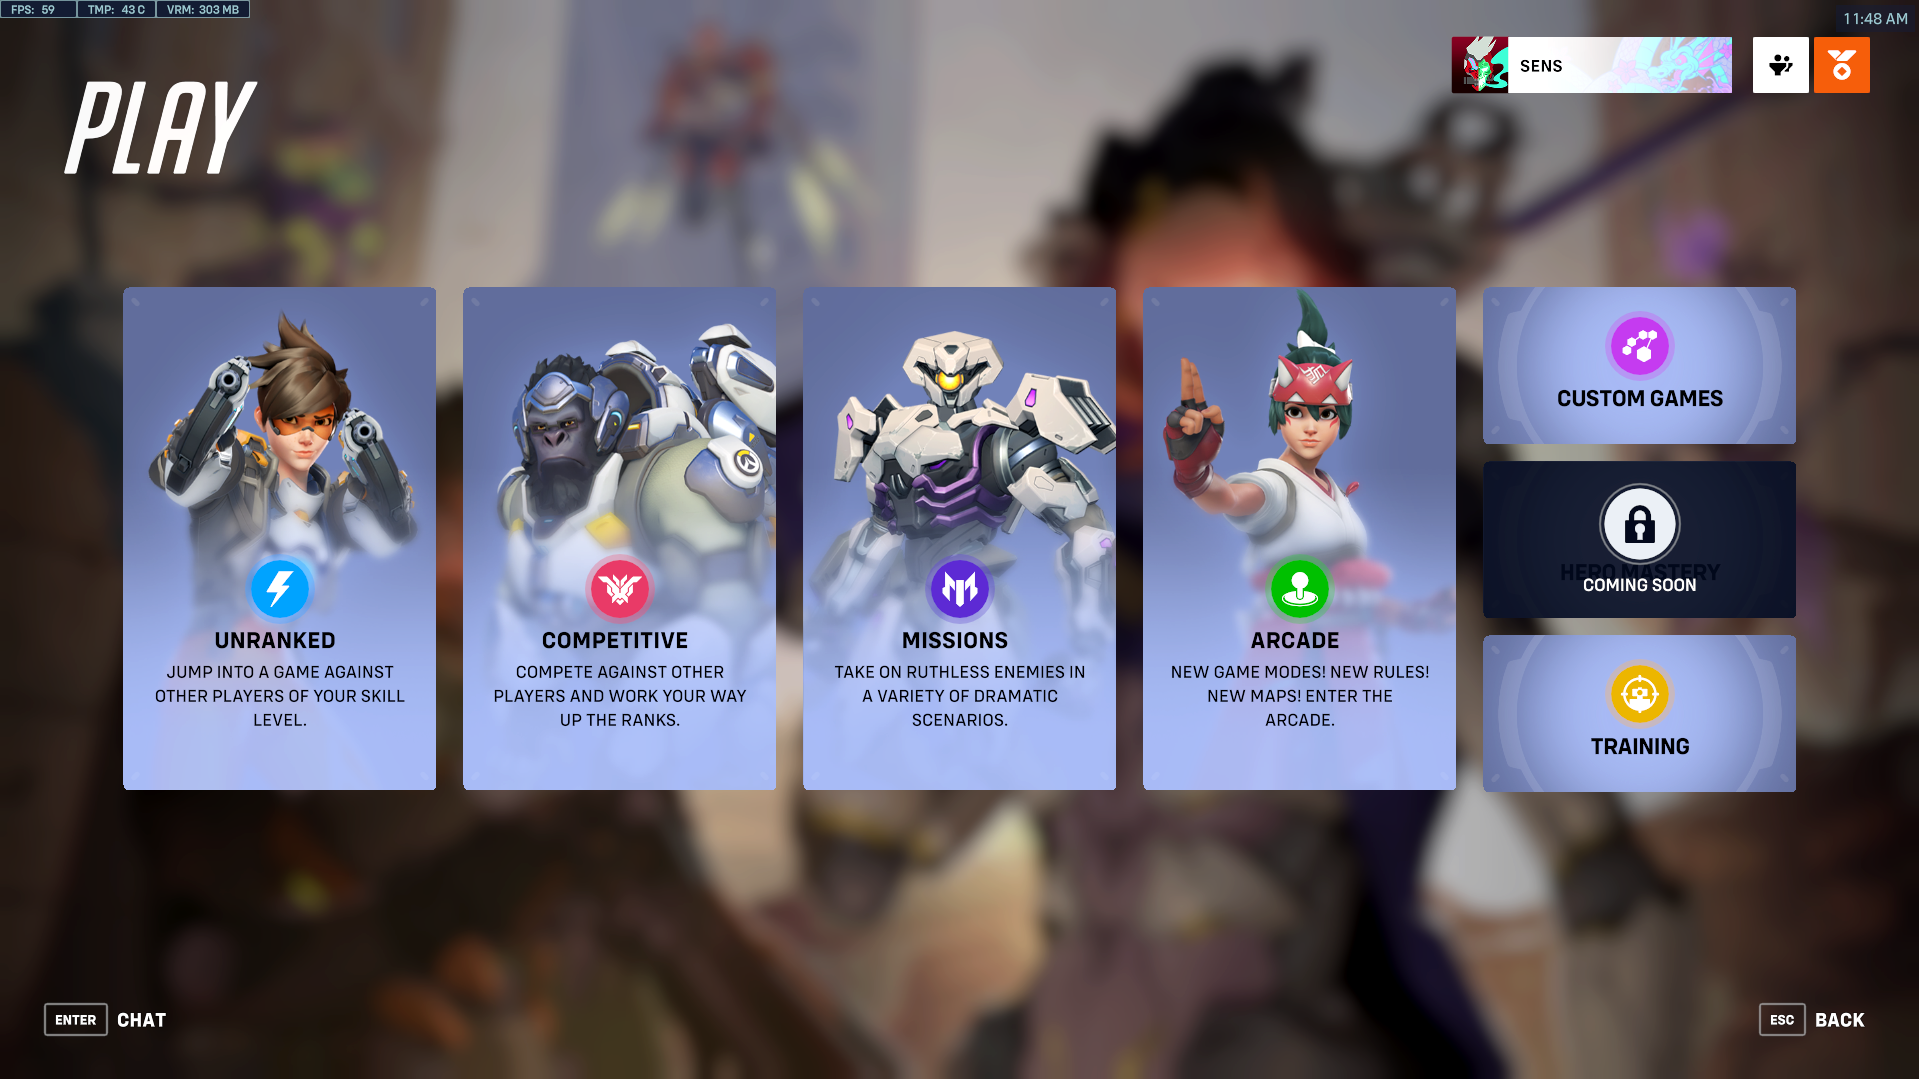 FPS: 59 TMP: 43 C VRM: 303 MB
11:48 AM
SENS
PLAY
UNRANKED
JUMP INTO A GAME AGAINST
OTHER PLAYERS OF YOUR SKILL
LEVEL.
COMPETITIVE
COMPETE AGAINST OTHER
PLAYERS AND WORK YOUR WAY
UP THE RANKS.
MISSIONS
TAKE ON RUTHLESS ENEMIES IN
A VARIETY OF DRAMATIC
SCENARIOS.
ARCADE
NEW GAME MODES! NEW RULES!
NEW MAPS! ENTER THE
ARCADE.
CUSTOM GAMES
HERO MASTERY
COMING SOON
TRAINING
ENTER CHAT
ESC BACK